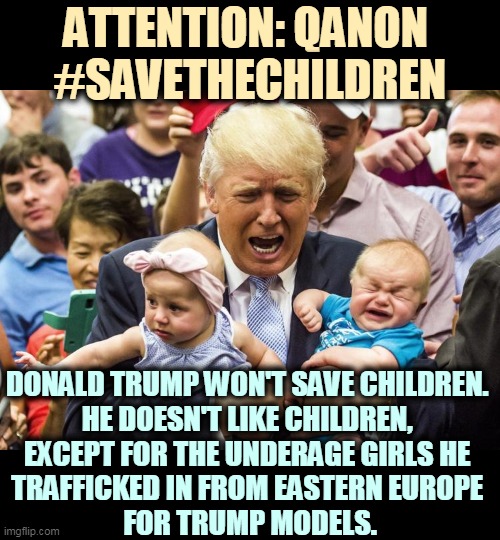 ATTENTION: QANON
#SAVETHECHILDREN
DONALD TRUMP WON'T SAVE CHILDREN.
HE DOESN'T LIKE CHILDREN,
EXCEPT FOR THE UNDERAGE GIRLS HE
TRAFFICKED IN FROM EASTERN EUROPE
FOR TRUMP MODELS.
imgflip.com